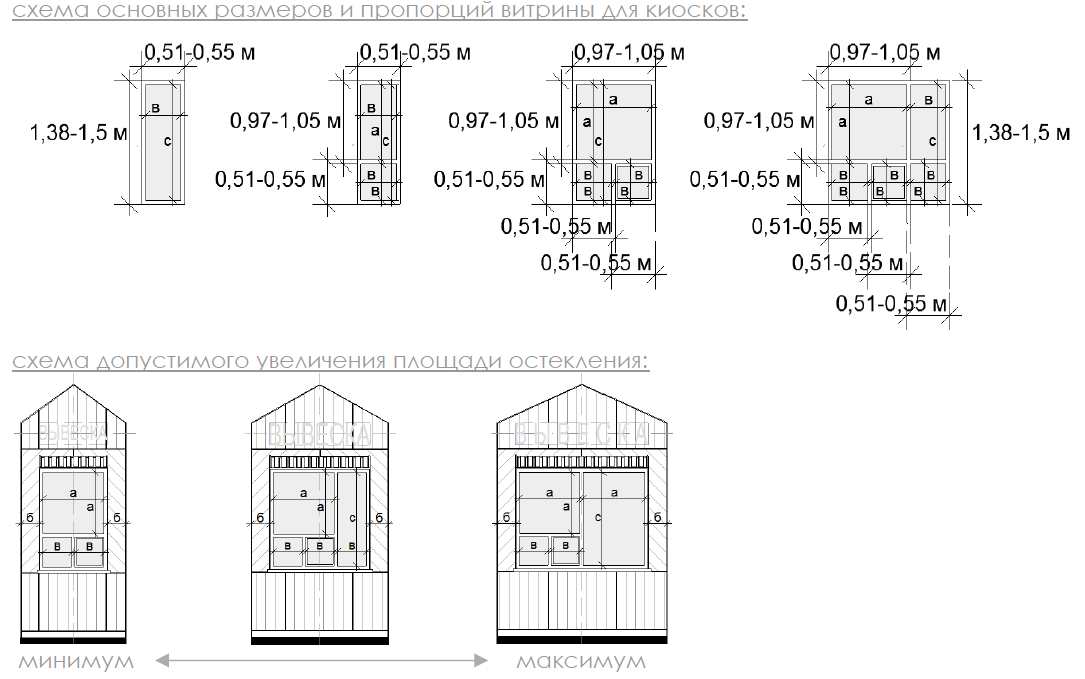 схема основных размеров и пропорций витрины для киосков:
0,51-0,55 м 0,51-0,55 м 0,97-1,05 м 0,97-1,05 м
в в а а в
1,38-1,5 м 0,97-1,05 м 0,97-1,05 м 0,97-1,05 м 1,38-1,5 м
с а с а с а с
0,51-0,55 м 0,51-0,55 м 0,51-0,55 м
в в в в в в
в в в в в в
0,51-0,55 м 0,51-0,55 м
0,51-0,55 м 0,51-0,55 м
0,51-0,55 м
схема допустимого увеличения площади остекления:
ВЫВЕСКА ВЫВЕСКА ВЫВЕСКА
а а а а
а а с а с
б б б б б б
в в в в в в в
минимум максимум